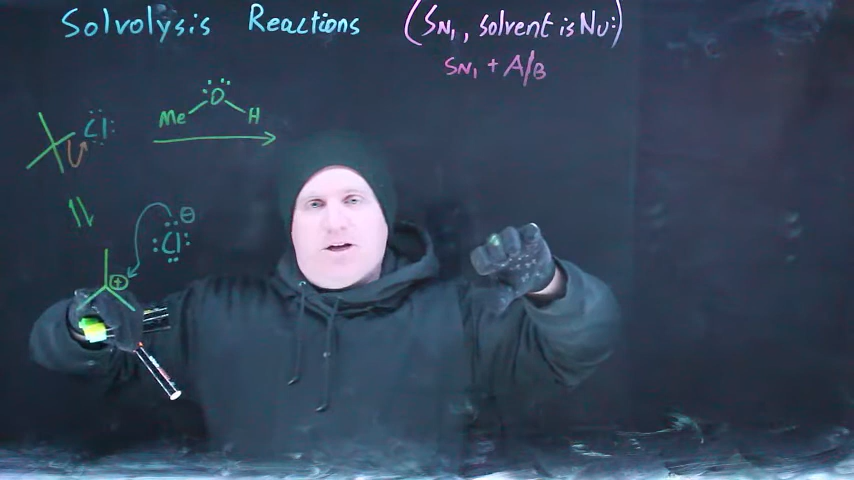 Solvolysis Reactions (SN1, solvent is Nu:)
SN1 + A/B
:Cl:
Me O H
⊖
:Cl:
⊕